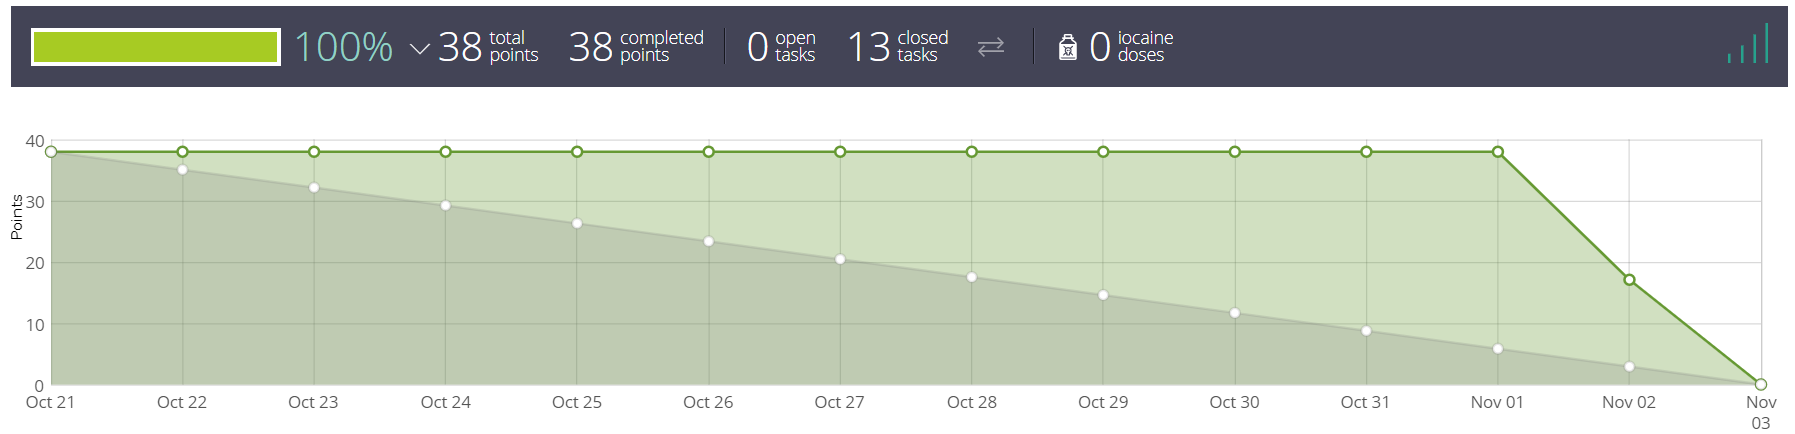 100% 38 total points 38 completed points 0 open tasks 13 closed tasks 0 iocaine doses
Points
40
30
20
10
0
Oct 21 Oct 22 Oct 23 Oct 24 Oct 25 Oct 26 Oct 27 Oct 28 Oct 29 Oct 30 Oct 31 Nov 01 Nov 02 Nov 03